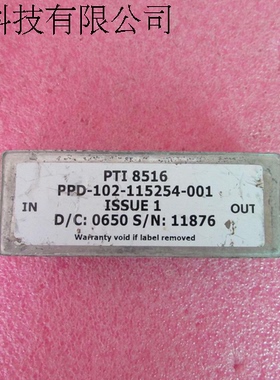 科技有限公司
PTI 8516
PPD-102-115254-001
IN
ISSUE 1
OUT
D/C: 0650 S/N: 11876
Warranty void if label removed